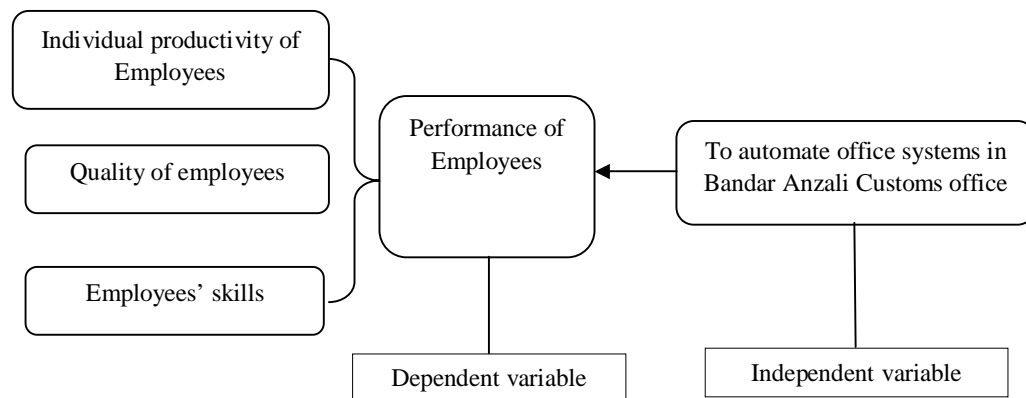 Individual productivity of
Employees
Quality of employees
Employees’ skills
Performance of
Employees
To automate office systems in
Bandar Anzali Customs office
Dependent variable
Independent variable